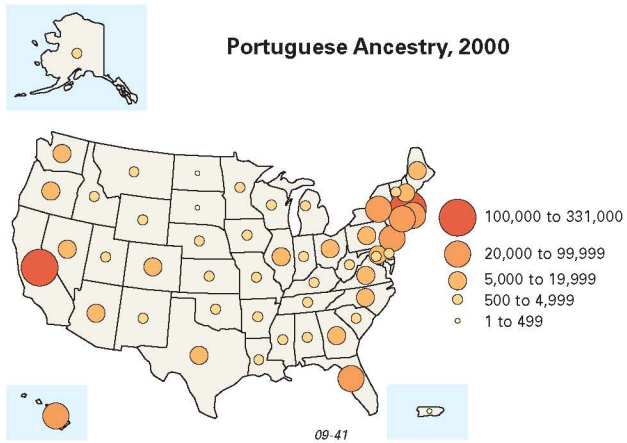 Portuguese Ancestry, 2000
100,000 to 331,000
20,000 to 99,999
5,000 to 19,999
500 to 4,999
1 to 499
09-41